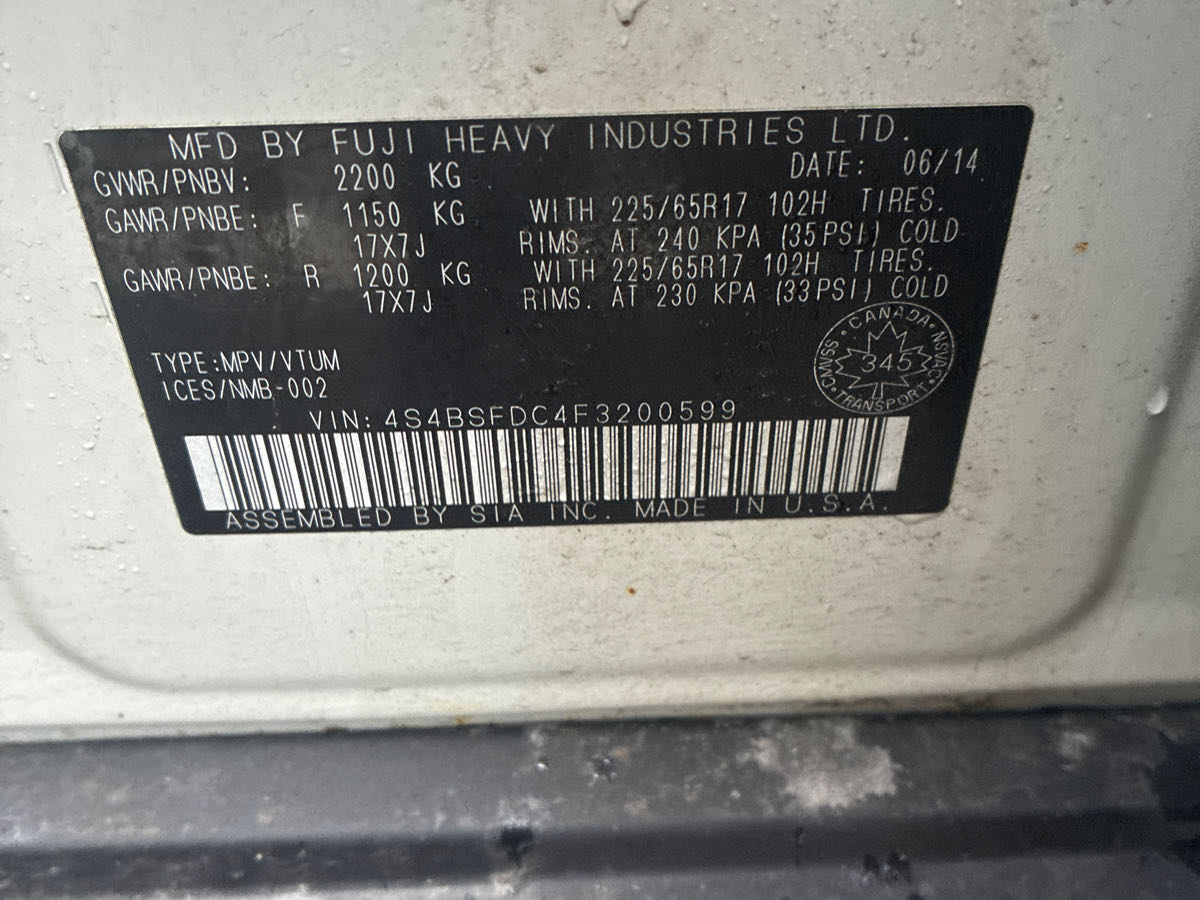 MFD BY FUJI HEAVY INDUSTRIES LTD.
GVWR/PNBV: 2200 KG DATE: 06/14
GAWR/PNBE: F 1150 KG WITH 225/65R17 102H TIRES.
17X7J RIMS. AT 240 KPA (35PSI) COLD
GAWR/PNBE: R 1200 KG WITH 225/65R17 102H TIRES.
17X7J RIMS. AT 230 KPA (33PSI) COLD
TYPE:MPV/VTUM
ICES/NMB-002
CANADA • NSVAC • TRANSPORT • CMVSS
345
VIN: 4S4BSFDC4F3200599
ASSEMBLED BY SIA INC. MADE IN U.S.A.